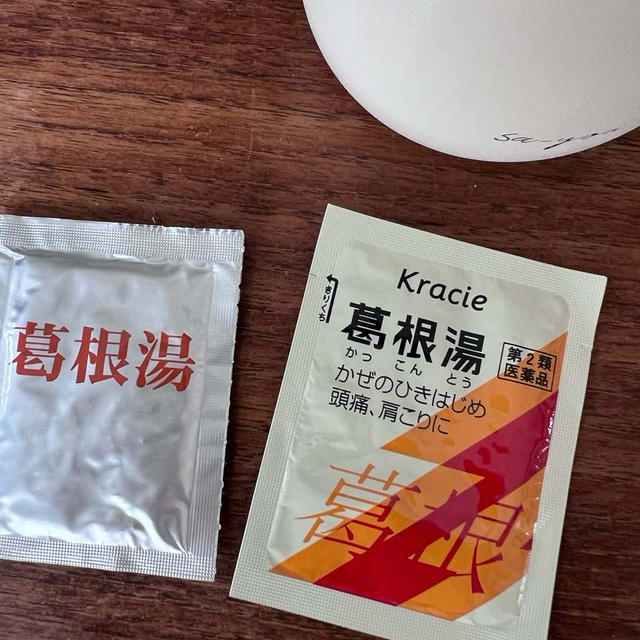 sa-you
葛根湯
Kracie
きりくち
葛根湯
かっこんとう
第2類
医薬品
かぜのひきはじめ
頭痛、肩こりに
葛根